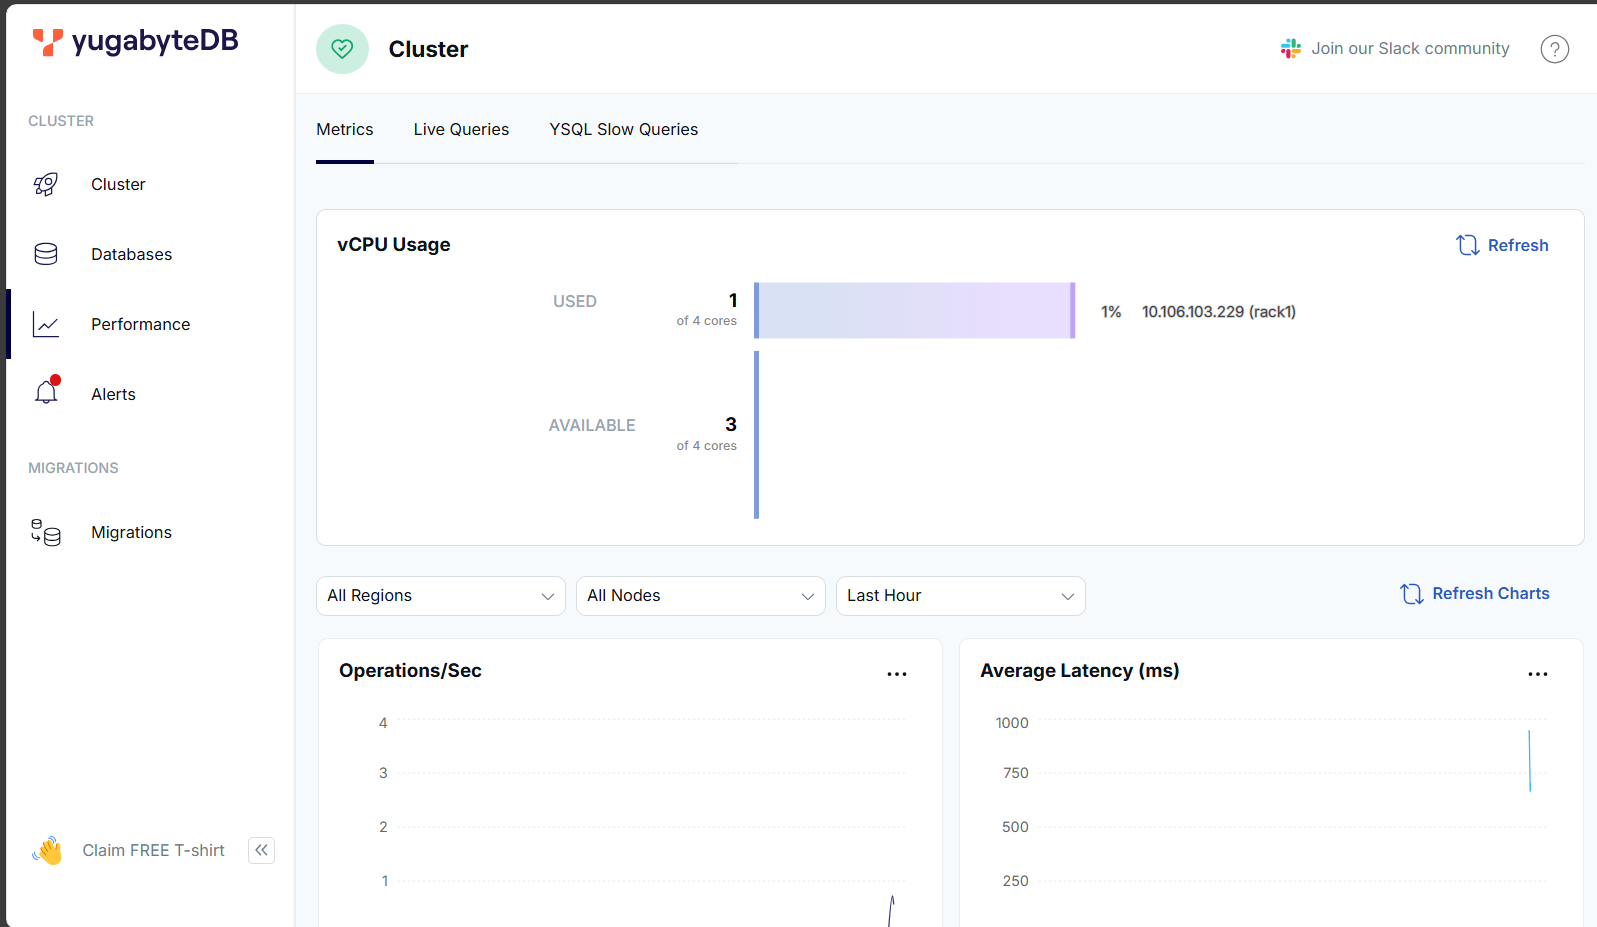 yugabyteDB
CLUSTER
Cluster
Databases
Performance
Alerts
MIGRATIONS
Migrations
Claim FREE T-shirt
Cluster
Join our Slack community
?
Metrics
Live Queries
YSQL Slow Queries
vCPU Usage
Refresh
USED
1
of 4 cores
1% 10.106.103.229 (rack1)
AVAILABLE
3
of 4 cores
All Regions
All Nodes
Last Hour
Refresh Charts
Operations/Sec
4
3
2
1
Average Latency (ms)
1000
750
500
250